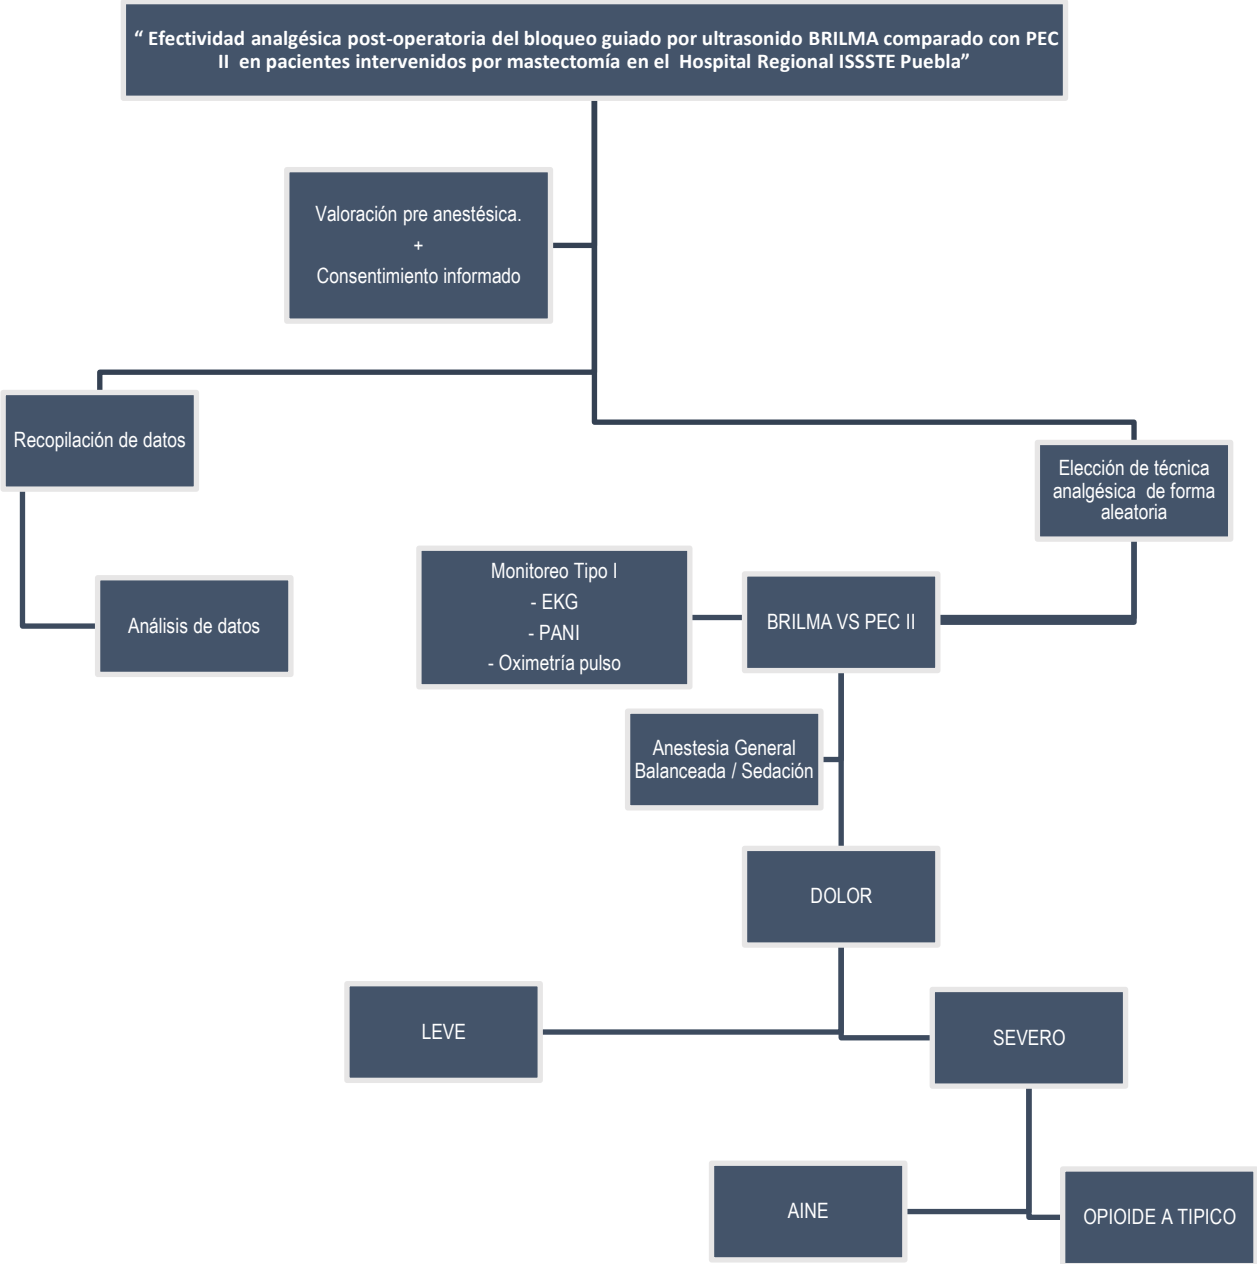 “ Efectividad analgésica post-operatoria del bloqueo guiado por ultrasonido BRILMA comparado con PEC
II en pacientes intervenidos por mastectomía en el Hospital Regional ISSSTE Puebla”
Valoración pre anestésica.
+
Consentimiento informado
Recopilación de datos
Elección de técnica
analgésica de forma
aleatoria
Análisis de datos
Monitoreo Tipo I
- EKG
- PANI
- Oximetría pulso
BRILMA VS PEC II
Anestesia General
Balanceada / Sedación
DOLOR
LEVE
SEVERO
AINE
OPIOIDE A TIPICO